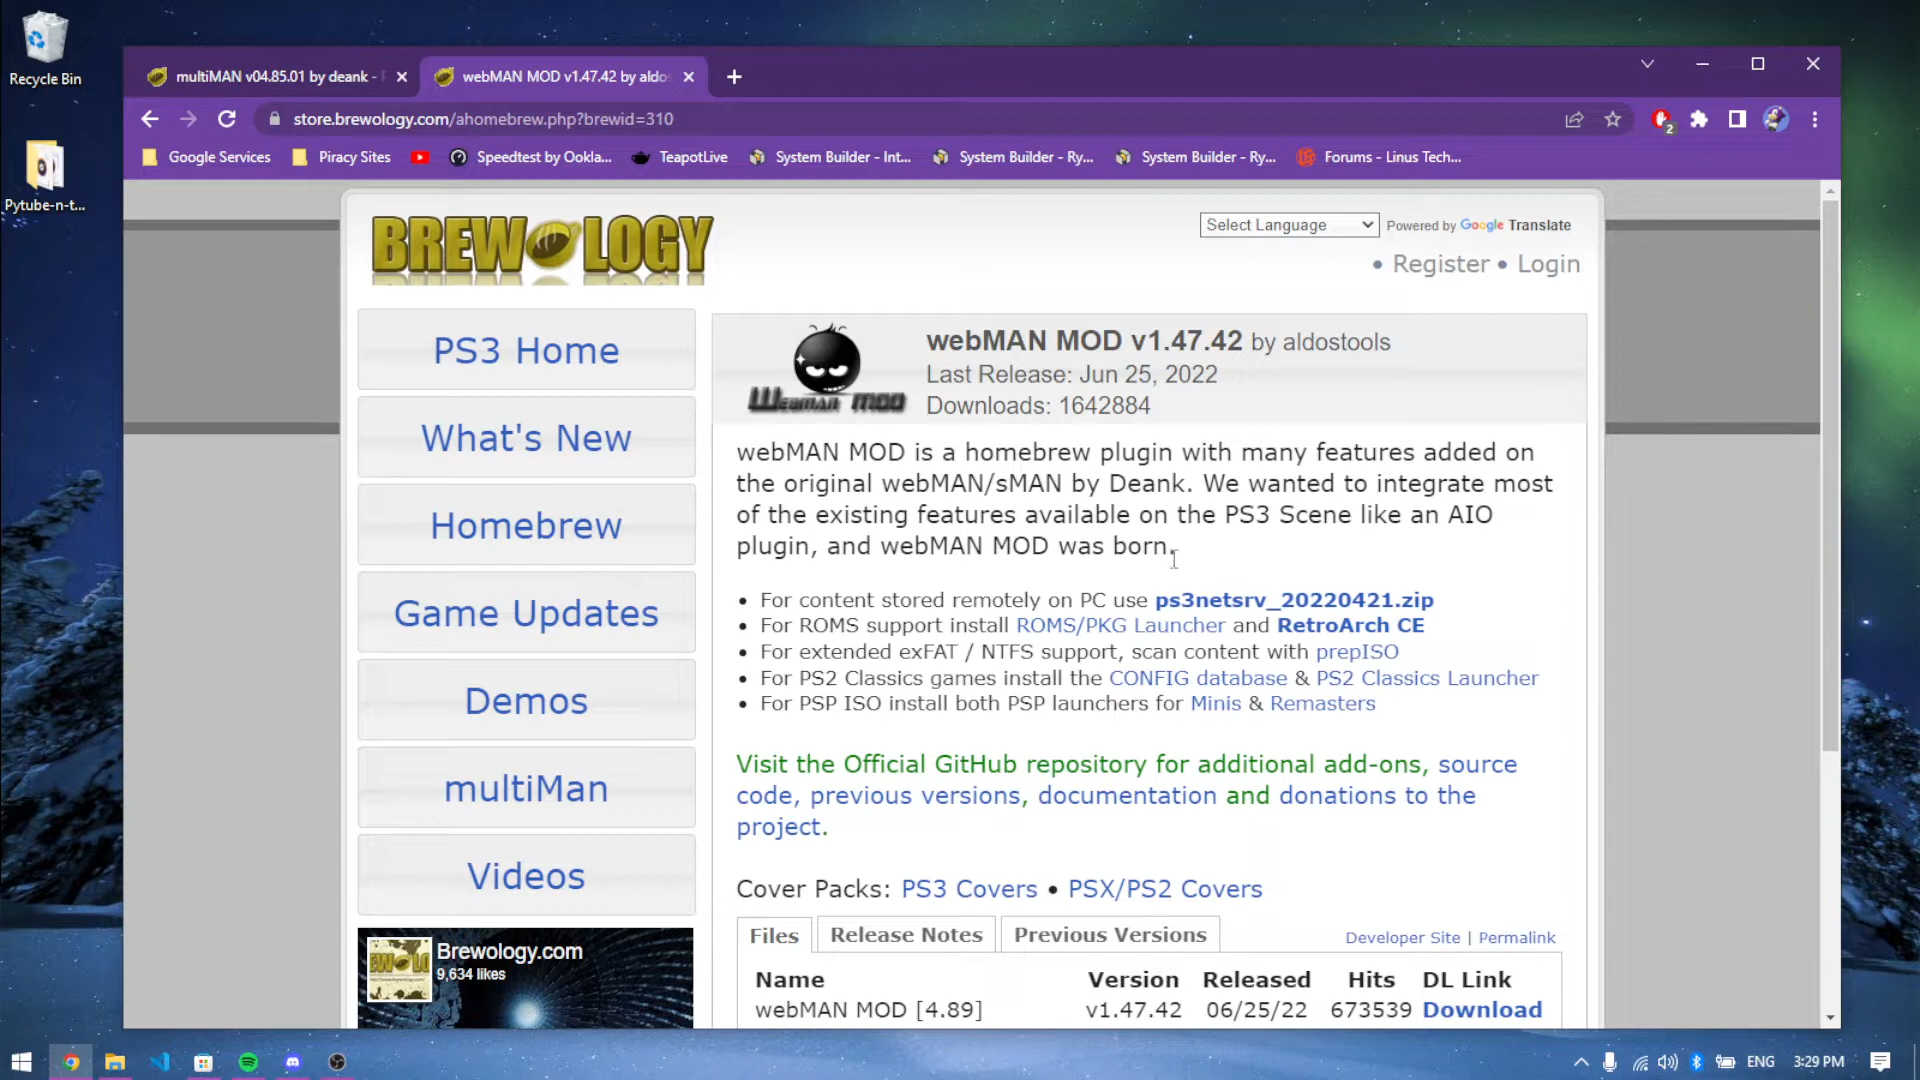 Recycle Bin
Pytube-n-t...
multiMAN v04.85.01 by deank -
webMAN MOD v1.47.42 by aldos
store.brewology.com/ahomebrew.php?brewid=310
2
Google Services
Piracy Sites
Speedtest by Ookla...
TeapotLive
System Builder - Int...
System Builder - Ry...
System Builder - Ry...
Forums - Linus Tech...
BREWOLOGY
Select Language
Powered by Google Translate
• Register • Login
PS3 Home
What's New
Homebrew
Game Updates
Demos
multiMan
Videos
Brewology.com
9,634 likes
Webman MOD
webMAN MOD v1.47.42 by aldostools
Last Release: Jun 25, 2022
Downloads: 1642884
webMAN MOD is a homebrew plugin with many features added on
the original webMAN/sMAN by Deank. We wanted to integrate most
of the existing features available on the PS3 Scene like an AIO
plugin, and webMAN MOD was born.
• For content stored remotely on PC use ps3netsrv_20220421.zip
• For ROMS support install ROMS/PKG Launcher and RetroArch CE
• For extended exFAT / NTFS support, scan content with prepISO
• For PS2 Classics games install the CONFIG database & PS2 Classics Launcher
• For PSP ISO install both PSP launchers for Minis & Remasters
Visit the Official GitHub repository for additional add-ons, source
code, previous versions, documentation and donations to the
project.
Cover Packs: PS3 Covers • PSX/PS2 Covers
Files
Release Notes
Previous Versions
Developer Site | Permalink
Name Version Released Hits DL Link
webMAN MOD [4.89] v1.47.42 06/25/22 673539 Download
ENG
3:29 PM